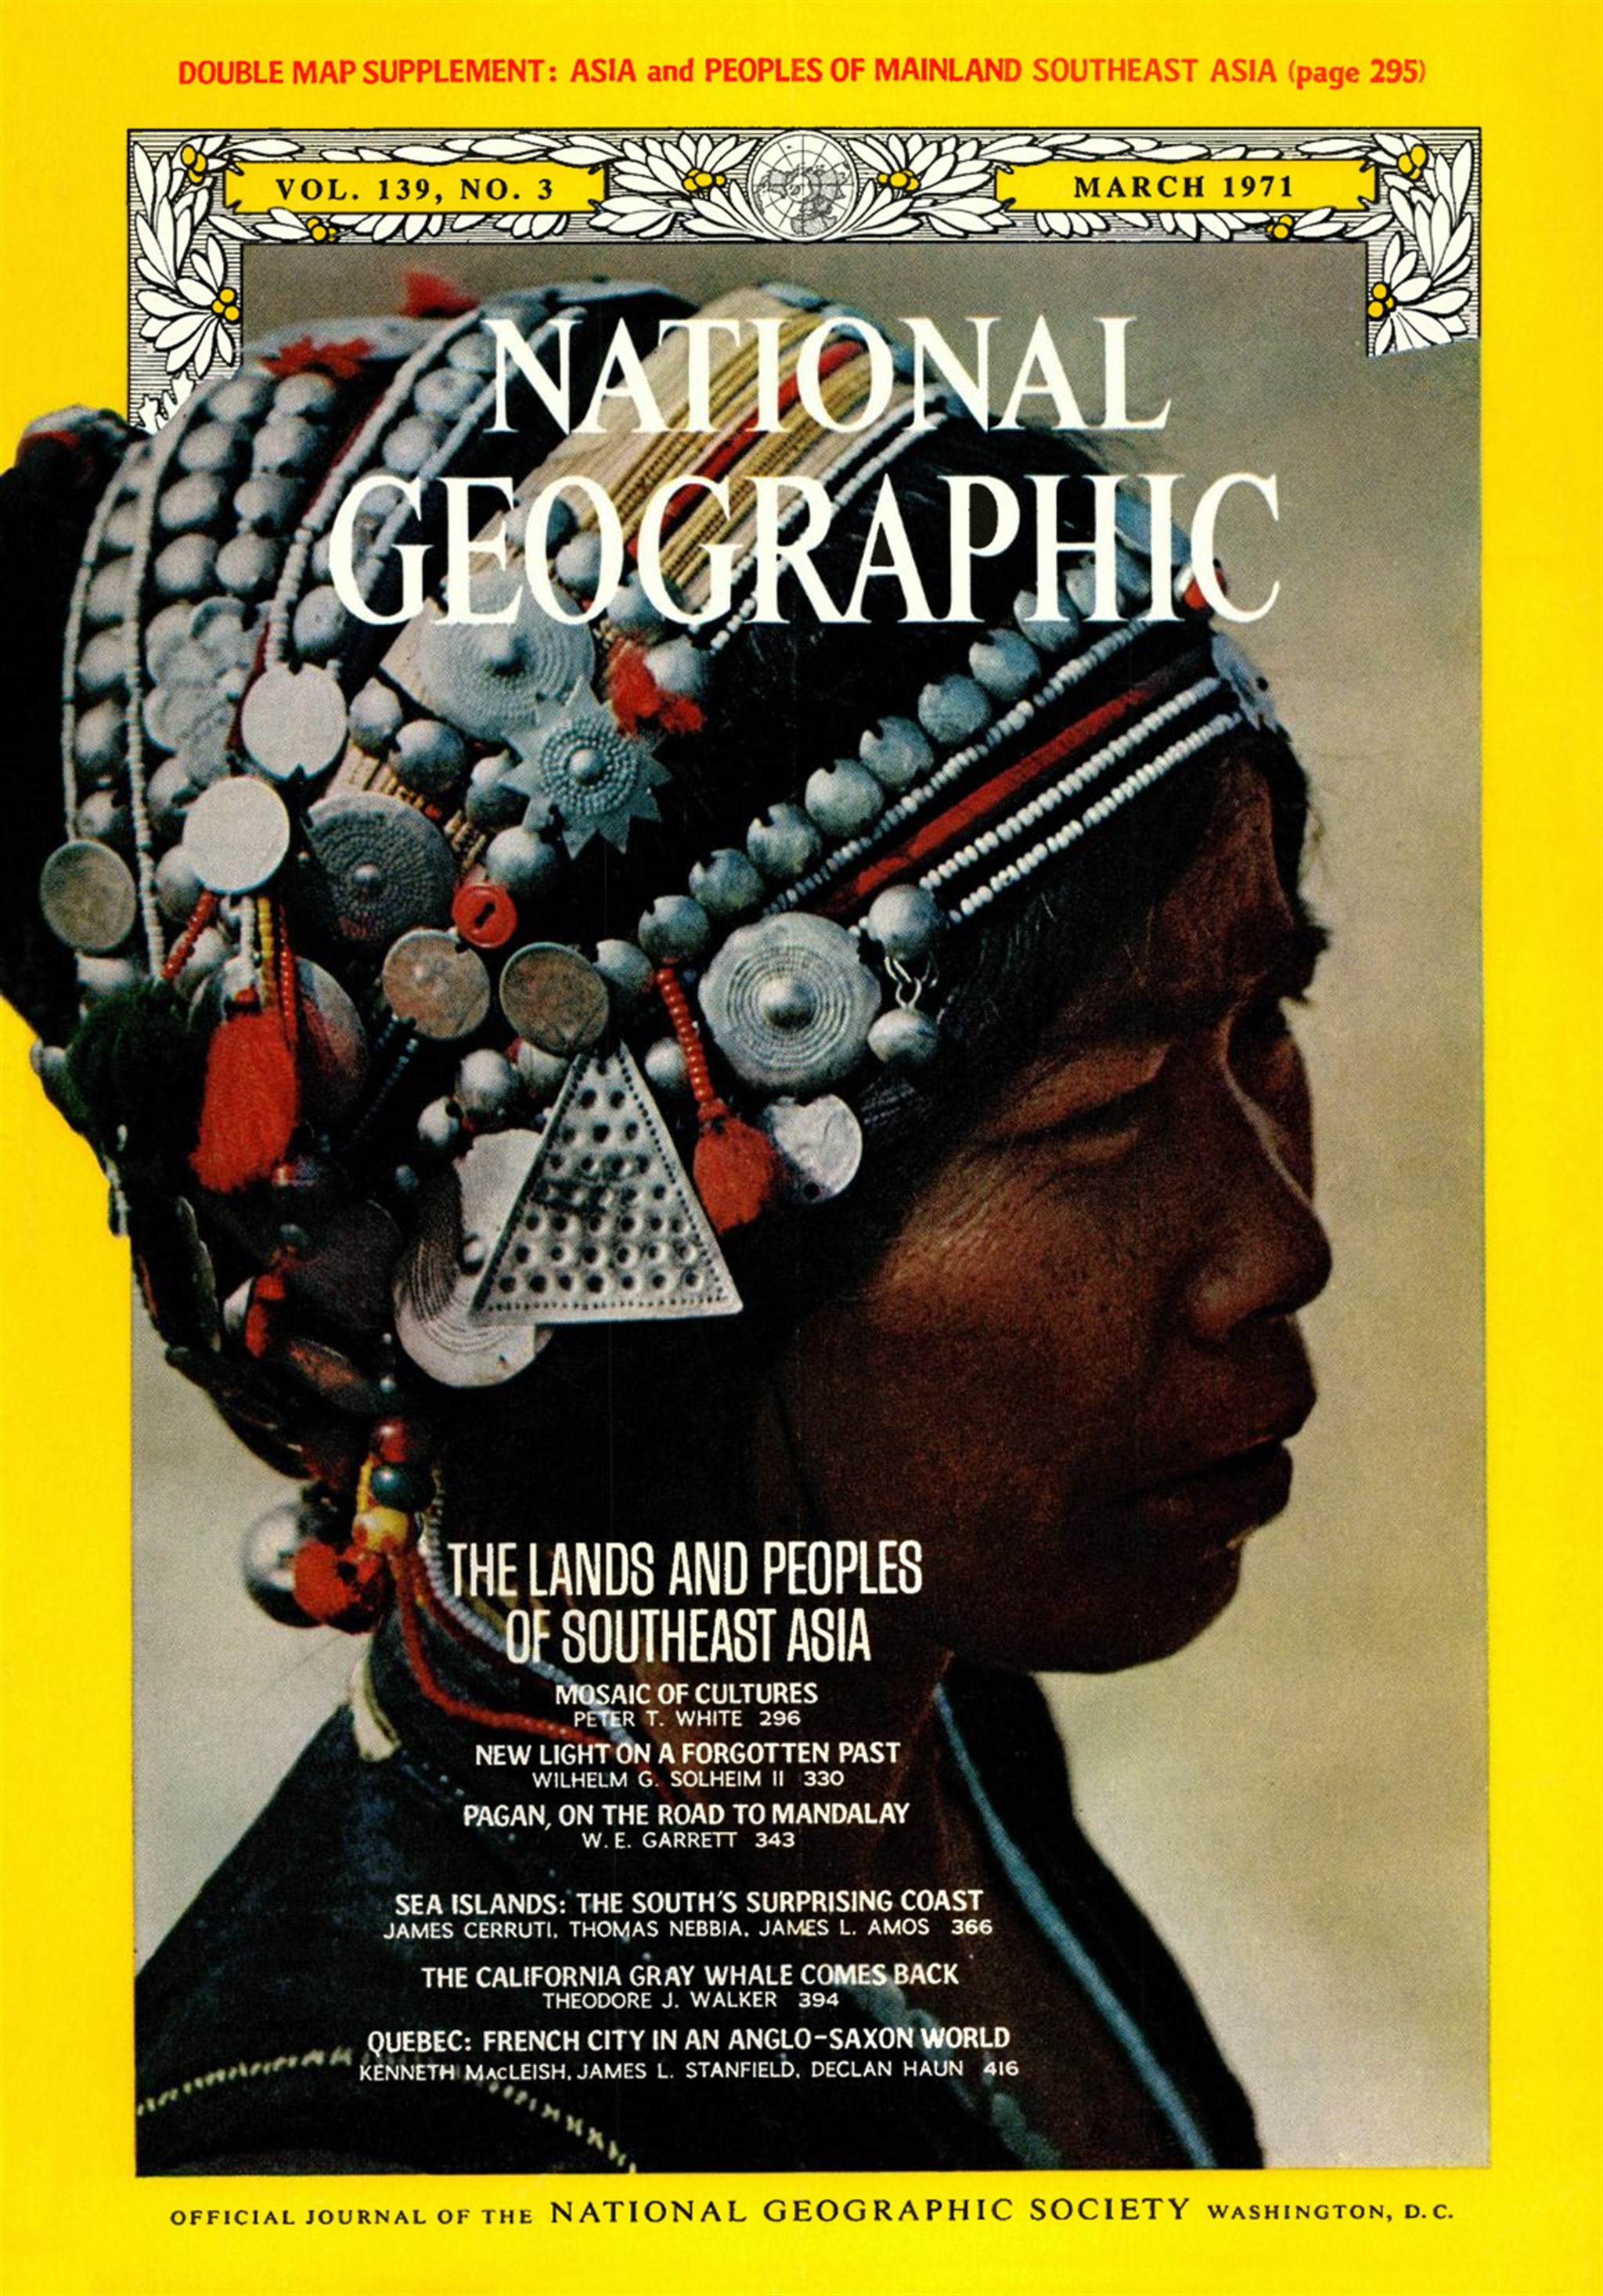 DOUBLE MAP SUPPLEMENT: ASIA and PEOPLES OF MAINLAND SOUTHEAST ASIA (page 295)
VOL. 139, NO. 3
MARCH 1971
NATIONAL
GEOGRAPHIC
THE LANDS AND PEOPLES
OF SOUTHEAST ASIA
MOSAIC OF CULTURES
PETER T. WHITE 296
NEW LIGHT ON A FORGOTTEN PAST
WILHELM G. SOLHEIM II 330
PAGAN, ON THE ROAD TO MANDALAY
W. E. GARRETT 343
SEA ISLANDS: THE SOUTH'S SURPRISING COAST
JAMES CERRUTI, THOMAS NEBBIA, JAMES L. AMOS 366
THE CALIFORNIA GRAY WHALE COMES BACK
THEODORE J. WALKER 394
QUEBEC: FRENCH CITY IN AN ANGLO-SAXON WORLD
KENNETH MacLEISH, JAMES L. STANFIELD, DECLAN HAUN 416
OFFICIAL JOURNAL OF THE NATIONAL GEOGRAPHIC SOCIETY WASHINGTON, D.C.